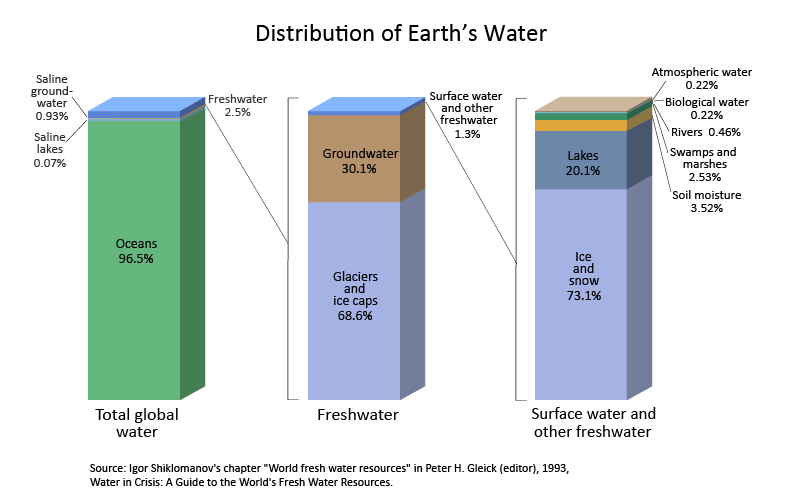 Distribution of Earth's Water
Saline
ground-
water
0.93%
Saline
lakes
0.07%
Oceans
96.5%
Freshwater
2.5%
Total global
water
Groundwater
30.1%
Glaciers
and
ice caps
68.6%
Surface water
and other
freshwater
1.3%
Freshwater
Atmospheric water
0.22%
Biological water
0.22%
Rivers 0.46%
Swamps and
marshes
2.53%
Soil moisture
3.52%
Lakes
20.1%
Ice
and
snow
73.1%
Surface water and
other freshwater
Source: Igor Shiklomanov's chapter "World fresh water resources" in Peter H. Gleick (editor), 1993,
Water in Crisis: A Guide to the World's Fresh Water Resources.